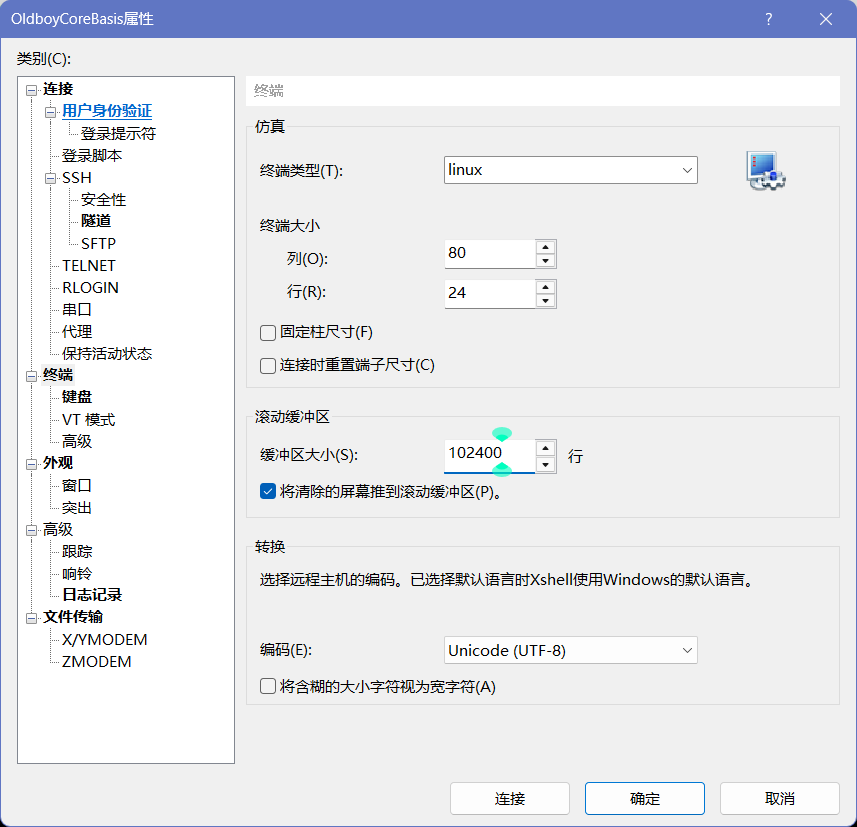 OldboyCoreBasis属性
?
类别(C):
连接
用户身份验证
登录提示符
登录脚本
SSH
安全性
隧道
SFTP
TELNET
RLOGIN
串口
代理
保持活动状态
终端
键盘
VT 模式
高级
外观
窗口
突出
高级
跟踪
响铃
日志记录
文件传输
X/YMODEM
ZMODEM
终端
仿真
终端类型(T):
linux
终端大小
列(O):
80
行(R):
24
固定柱尺寸(F)
连接时重置端子尺寸(C)
滚动缓冲区
缓冲区大小(S):
102400
行
将清除的屏幕推到滚动缓冲区(P)。
转换
选择远程主机的编码。已选择默认语言时Xshell使用Windows的默认语言。
编码(E):
Unicode (UTF-8)
将含糊的大小字符视为宽字符(A)
连接
确定
取消